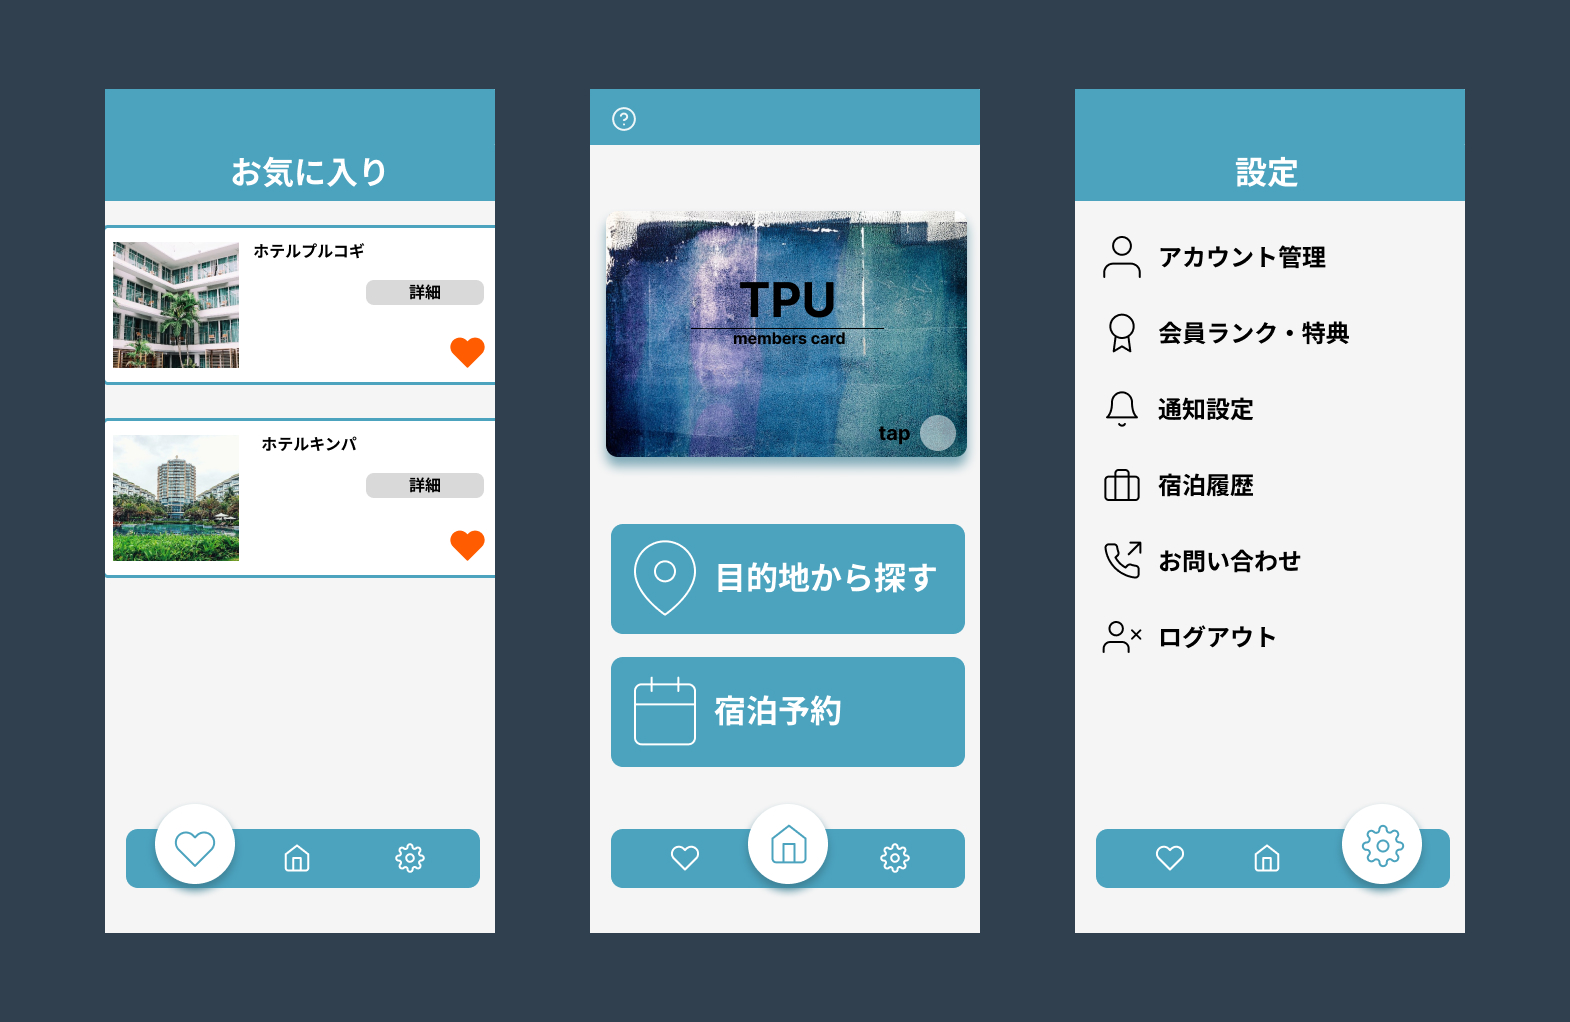 お気に入り
ホテルプルコギ
詳細
ホテルキンパ
詳細
TPU
members card
tap
目的地から探す
宿泊予約
設定
アカウント管理
会員ランク・特典
通知設定
宿泊履歴
お問い合わせ
ログアウト